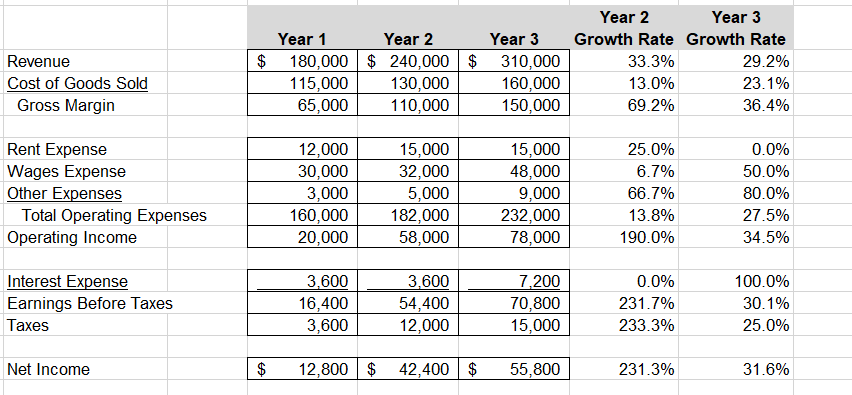 Year 2 Year 3
Year 1 Year 2 Year 3 Growth Rate Growth Rate
Revenue $ 180,000 $ 240,000 $ 310,000 33.3% 29.2%
Cost of Goods Sold 115,000 130,000 160,000 13.0% 23.1%
Gross Margin 65,000 110,000 150,000 69.2% 36.4%
Rent Expense 12,000 15,000 15,000 25.0% 0.0%
Wages Expense 30,000 32,000 48,000 6.7% 50.0%
Other Expenses 3,000 5,000 9,000 66.7% 80.0%
Total Operating Expenses 160,000 182,000 232,000 13.8% 27.5%
Operating Income 20,000 58,000 78,000 190.0% 34.5%
Interest Expense 3,600 3,600 7,200 0.0% 100.0%
Earnings Before Taxes 16,400 54,400 70,800 231.7% 30.1%
Taxes 3,600 12,000 15,000 233.3% 25.0%
Net Income $ 12,800 $ 42,400 $ 55,800 231.3% 31.6%